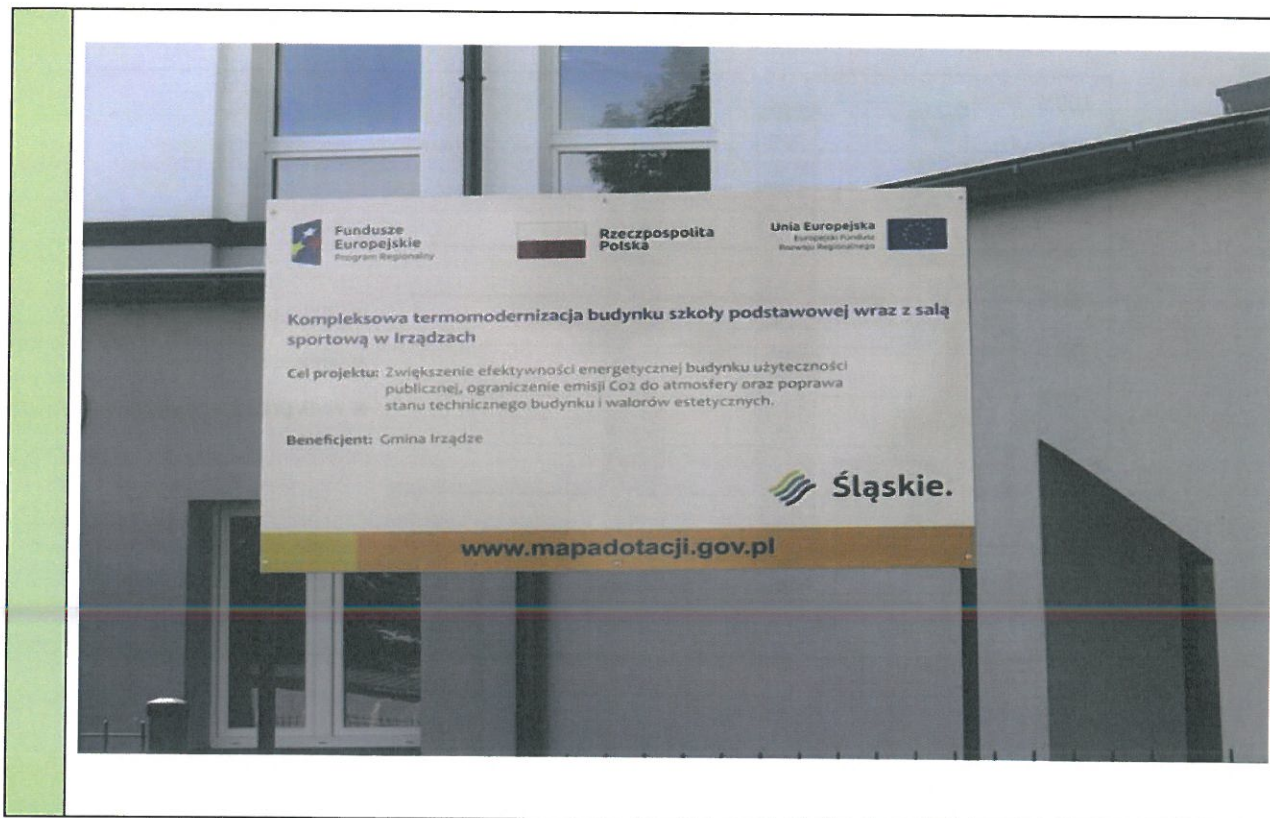 Fundusze
Europejskie
Program Regionalny
Rzeczpospolita
Polska
Unia Europejska
Europejski Fundusz
Rozwoju Regionalnego
Kompleksowa termomodernizacja budynku szkoły podstawowej wraz z salą
sportową w Irządzach
Cel projektu: Zwiększenie efektywności energetycznej budynku użyteczności
publicznej, ograniczenie emisji Co2 do atmosfery oraz poprawa
stanu technicznego budynku i walorów estetycznych.
Beneficjent: Gmina Irządze
Śląskie.
www.mapadotacji.gov.pl